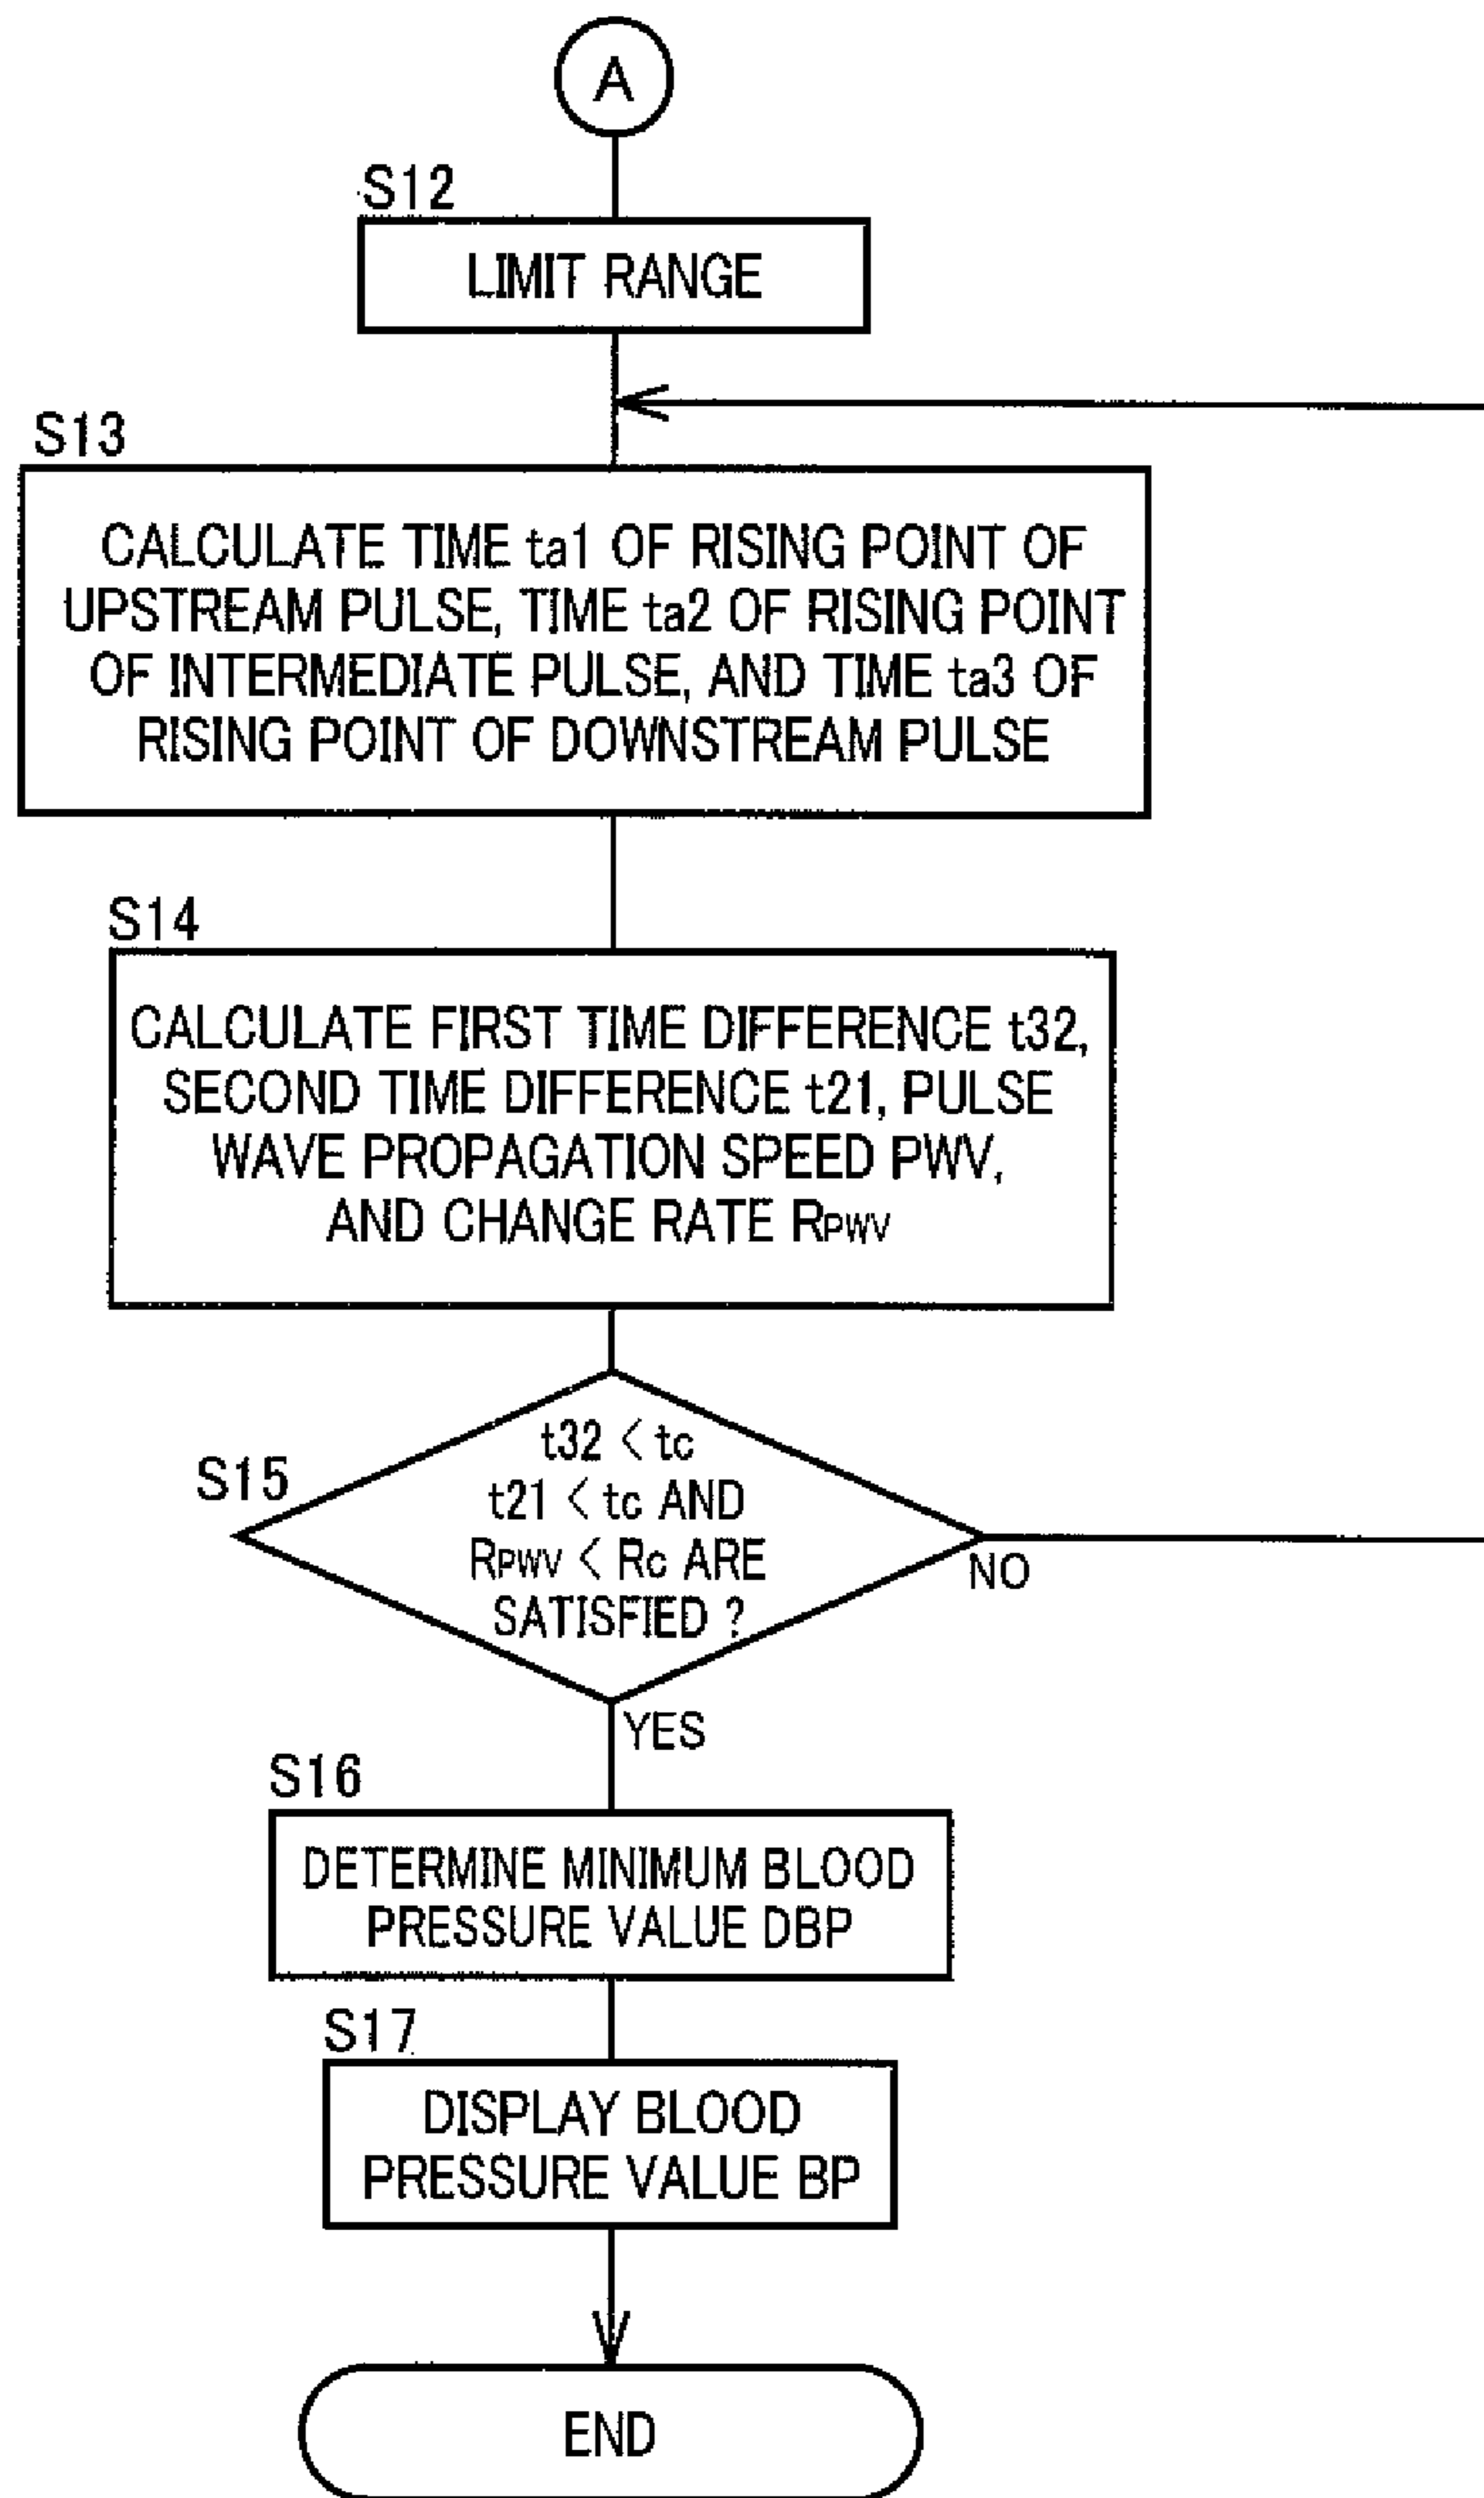 A
S12
LIMIT RANGE
S13
CALCULATE TIME ta1 OF RISING POINT OF
UPSTREAM PULSE, TIME ta2 OF RISING POINT
OF INTERMEDIATE PULSE, AND TIME ta3 OF
RISING POINT OF DOWNSTREAM PULSE
S14
CALCULATE FIRST TIME DIFFERENCE t32,
SECOND TIME DIFFERENCE t21, PULSE
WAVE PROPAGATION SPEED PWV,
AND CHANGE RATE RPWV
S15
t32 < tc
t21 < tc AND
RPWV < Rc ARE
SATISFIED ?
NO
YES
S16
DETERMINE MINIMUM BLOOD
PRESSURE VALUE DBP
S17
DISPLAY BLOOD
PRESSURE VALUE BP
END